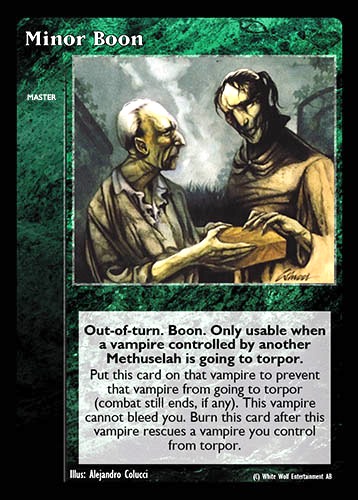 Minor Boon
MASTER
Out-of-turn. Boon. Only usable when
a vampire controlled by another
Methuselah is going to torpor.
Put this card on that vampire to prevent
that vampire from going to torpor
(combat still ends, if any). This vampire
cannot bleed you. Burn this card after this
vampire rescues a vampire you control
from torpor.
Illus: Alejandro Colucci
(C) White Wolf Entertainment AB